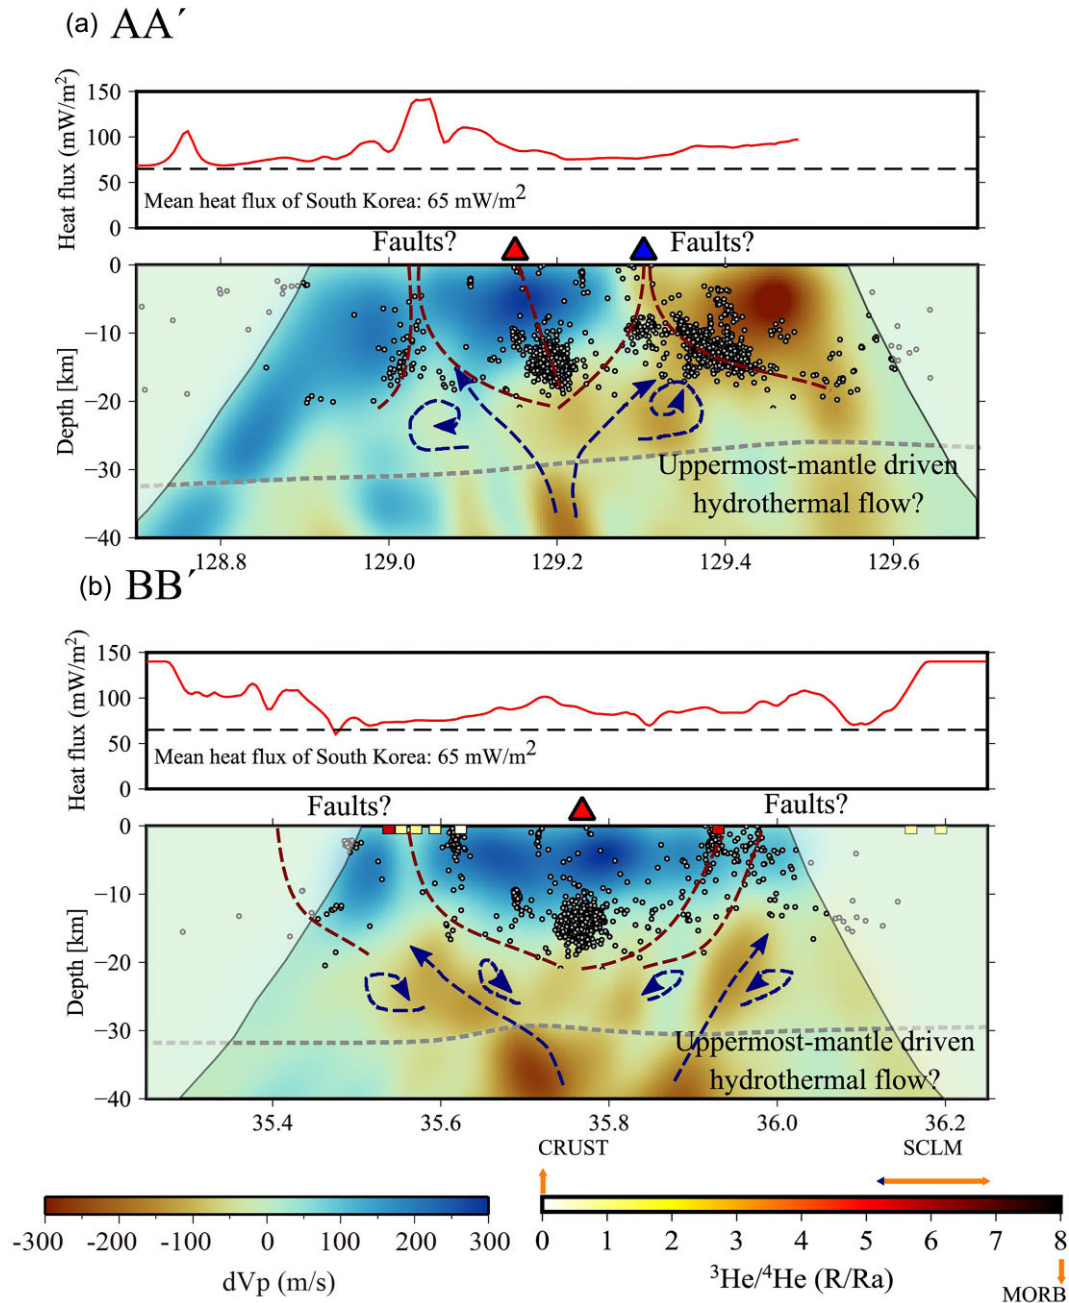 (a) AA´
Heat flux (mW/m²)
150
100
50
0
Mean heat flux of South Korea: 65 mW/m²
Faults?
Faults?
Depth [km]
0
−10
−20
−30
−40
Uppermost-mantle driven
hydrothermal flow?
128.8
129.0
129.2
129.4
129.6
(b) BB´
Heat flux (mW/m²)
150
100
50
0
Mean heat flux of South Korea: 65 mW/m²
Faults?
Faults?
Depth [km]
0
−10
−20
−30
−40
Uppermost-mantle driven
hydrothermal flow?
35.4
35.6
35.8
36.0
36.2
CRUST
SCLM
-300
-200
-100
0
100
200
300
dVp (m/s)
0
1
2
3
4
5
6
7
8
³He/⁴He (R/Ra)
MORB